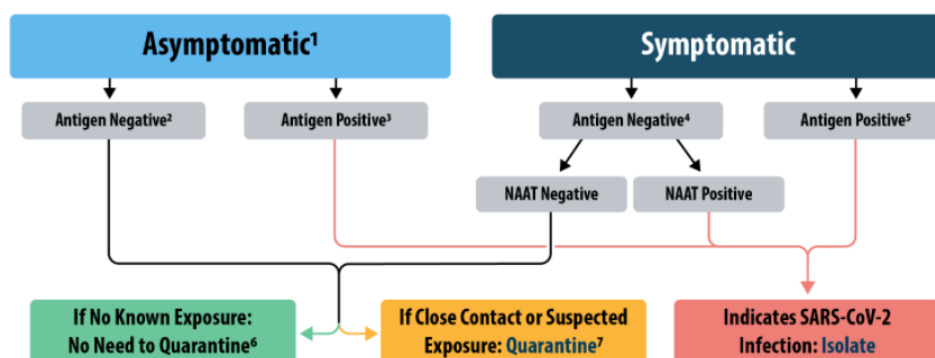 Asymptomatic¹
Symptomatic
Antigen Negative²
Antigen Positive³
Antigen Negative⁴
Antigen Positive⁵
NAAT Negative
NAAT Positive
If No Known Exposure:
No Need to Quarantine⁶
If Close Contact or Suspected
Exposure: Quarantine⁷
Indicates SARS-CoV-2
Infection: Isolate